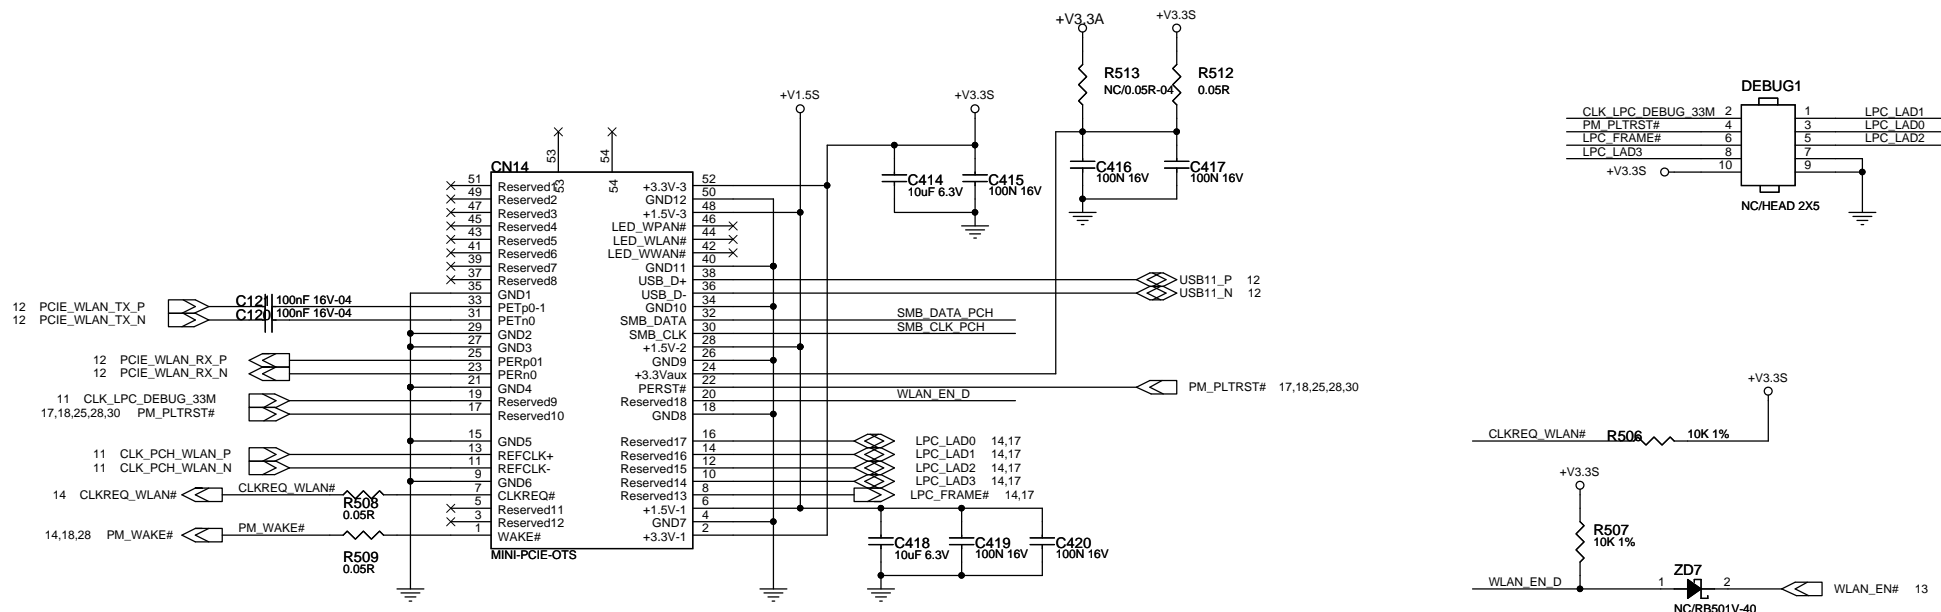 +V3.3A
+V3.3S
R513
NC/0.05R-04
R512
0.05R
+V1.5S
+V3.3S
C414
10uF 6.3V
C415
100N 16V
C416
100N 16V
C417
100N 16V
DEBUG1
CLK_LPC_DEBUG_33M 2
PM_PLTRST# 4
LPC_FRAME# 6
LPC_LAD3 8
+V3.3S 10
1 LPC_LAD1
3 LPC_LAD0
5 LPC_LAD2
7
9
NC/HEAD 2X5
CN14
53
54
53
54
51 Reserved1 +3.3V-3 52
49 Reserved2 GND12 50
47 Reserved3 +1.5V-3 48
45 Reserved4 LED_WPAN# 46
43 Reserved5 LED_WLAN# 44
41 Reserved6 LED_WWAN# 42
39 Reserved7 GND11 40
37 Reserved8 USB_D+ 38 USB11_P 12
35 GND1 USB_D- 36 USB11_N 12
12 PCIE_WLAN_TX_P C121 100nF 16V-04 33 PETp0-1 GND10 34
12 PCIE_WLAN_TX_N C120 100nF 16V-04 31 PETn0 SMB_DATA 32 SMB_DATA_PCH
29 GND2 SMB_CLK 30 SMB_CLK_PCH
27 GND3 +1.5V-2 28
12 PCIE_WLAN_RX_P 25 PERp01 GND9 26
12 PCIE_WLAN_RX_N 23 PERn0 +3.3Vaux 24
21 GND4 PERST# 22 PM_PLTRST# 17,18,25,28,30
11 CLK_LPC_DEBUG_33M 19 Reserved9 Reserved18 20 WLAN_EN_D
17,18,25,28,30 PM_PLTRST# 17 Reserved10 GND8 18
15 GND5 Reserved17 16 LPC_LAD0 14,17
11 CLK_PCH_WLAN_P 13 REFCLK+ Reserved16 14 LPC_LAD1 14,17
11 CLK_PCH_WLAN_N 11 REFCLK- Reserved15 12 LPC_LAD2 14,17
9 GND6 Reserved14 10 LPC_LAD3 14,17
14 CLKREQ_WLAN# CLKREQ_WLAN# 7 CLKREQ# Reserved13 8 LPC_FRAME# 14,17
R508
0.05R
5 Reserved11 +1.5V-1 6
3 Reserved12 GND7 4
14,18,28 PM_WAKE# PM_WAKE# 1 WAKE# +3.3V-1 2
R509
0.05R
MINI-PCIE-OTS
C418
10uF 6.3V
C419
100N 16V
C420
100N 16V
+V3.3S
CLKREQ_WLAN# R506 10K 1%
+V3.3S
R507
10K 1%
ZD7
WLAN_EN_D 1 2 WLAN_EN# 13
NC/RB501V-40